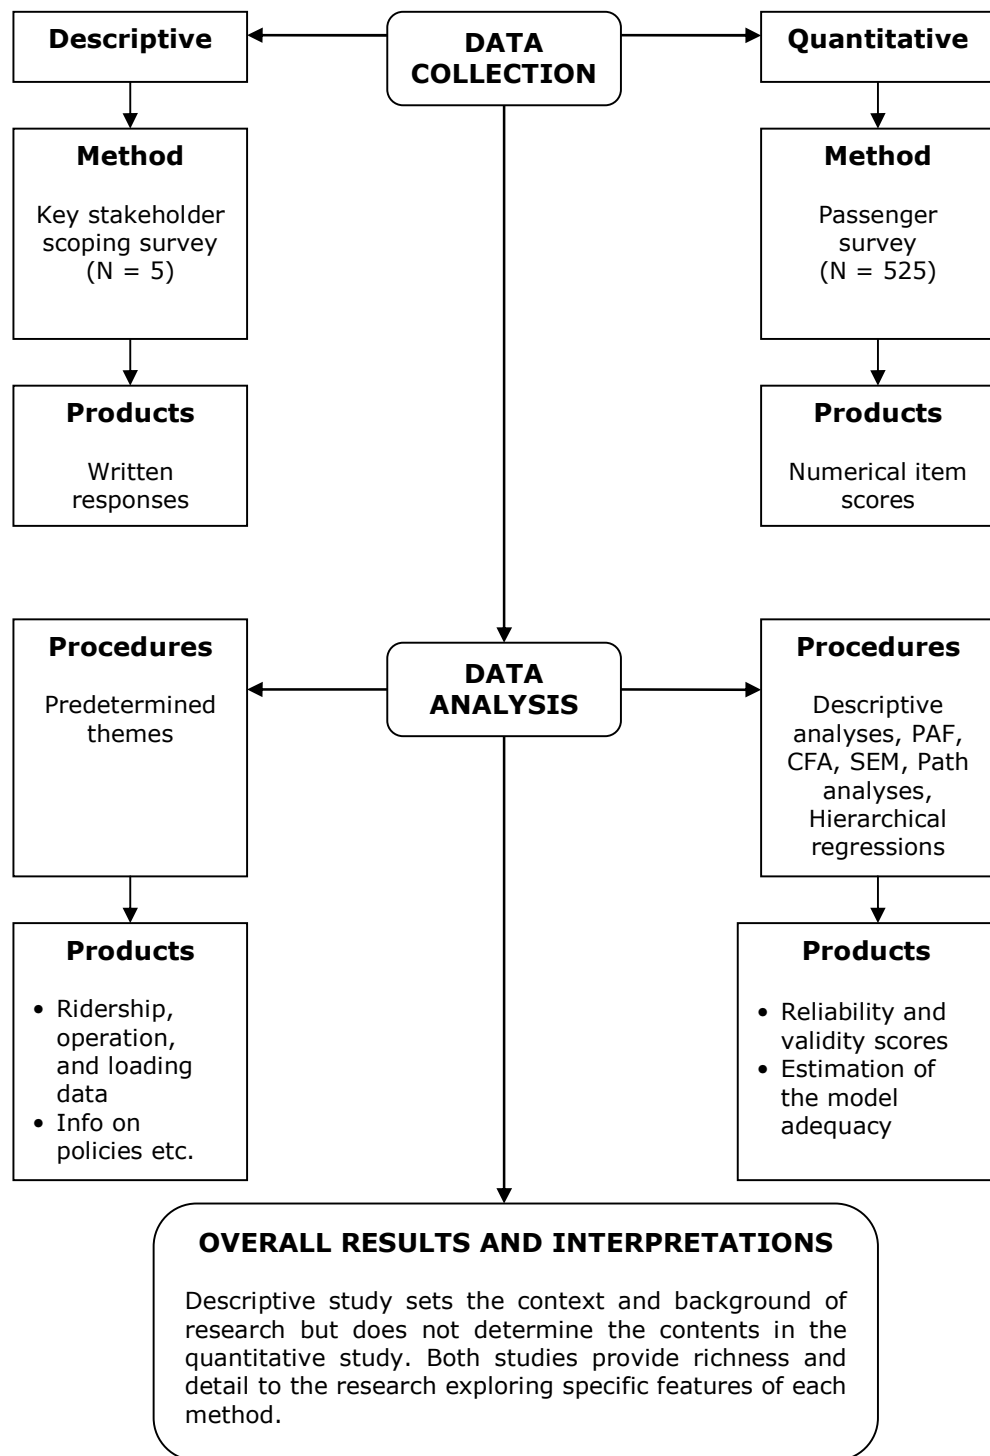 Descriptive
DATA
COLLECTION
Quantitative
Method
Key stakeholder
scoping survey
(N = 5)
Method
Passenger
survey
(N = 525)
Products
Written
responses
Products
Numerical item
scores
Procedures
Predetermined
themes
DATA
ANALYSIS
Procedures
Descriptive
analyses, PAF,
CFA, SEM, Path
analyses,
Hierarchical
regressions
Products
• Ridership,
operation,
and loading
data
• Info on
policies etc.
Products
• Reliability and
validity scores
• Estimation of
the model
adequacy
OVERALL RESULTS AND INTERPRETATIONS
Descriptive study sets the context and background of
research but does not determine the contents in the
quantitative study. Both studies provide richness and
detail to the research exploring specific features of each
method.